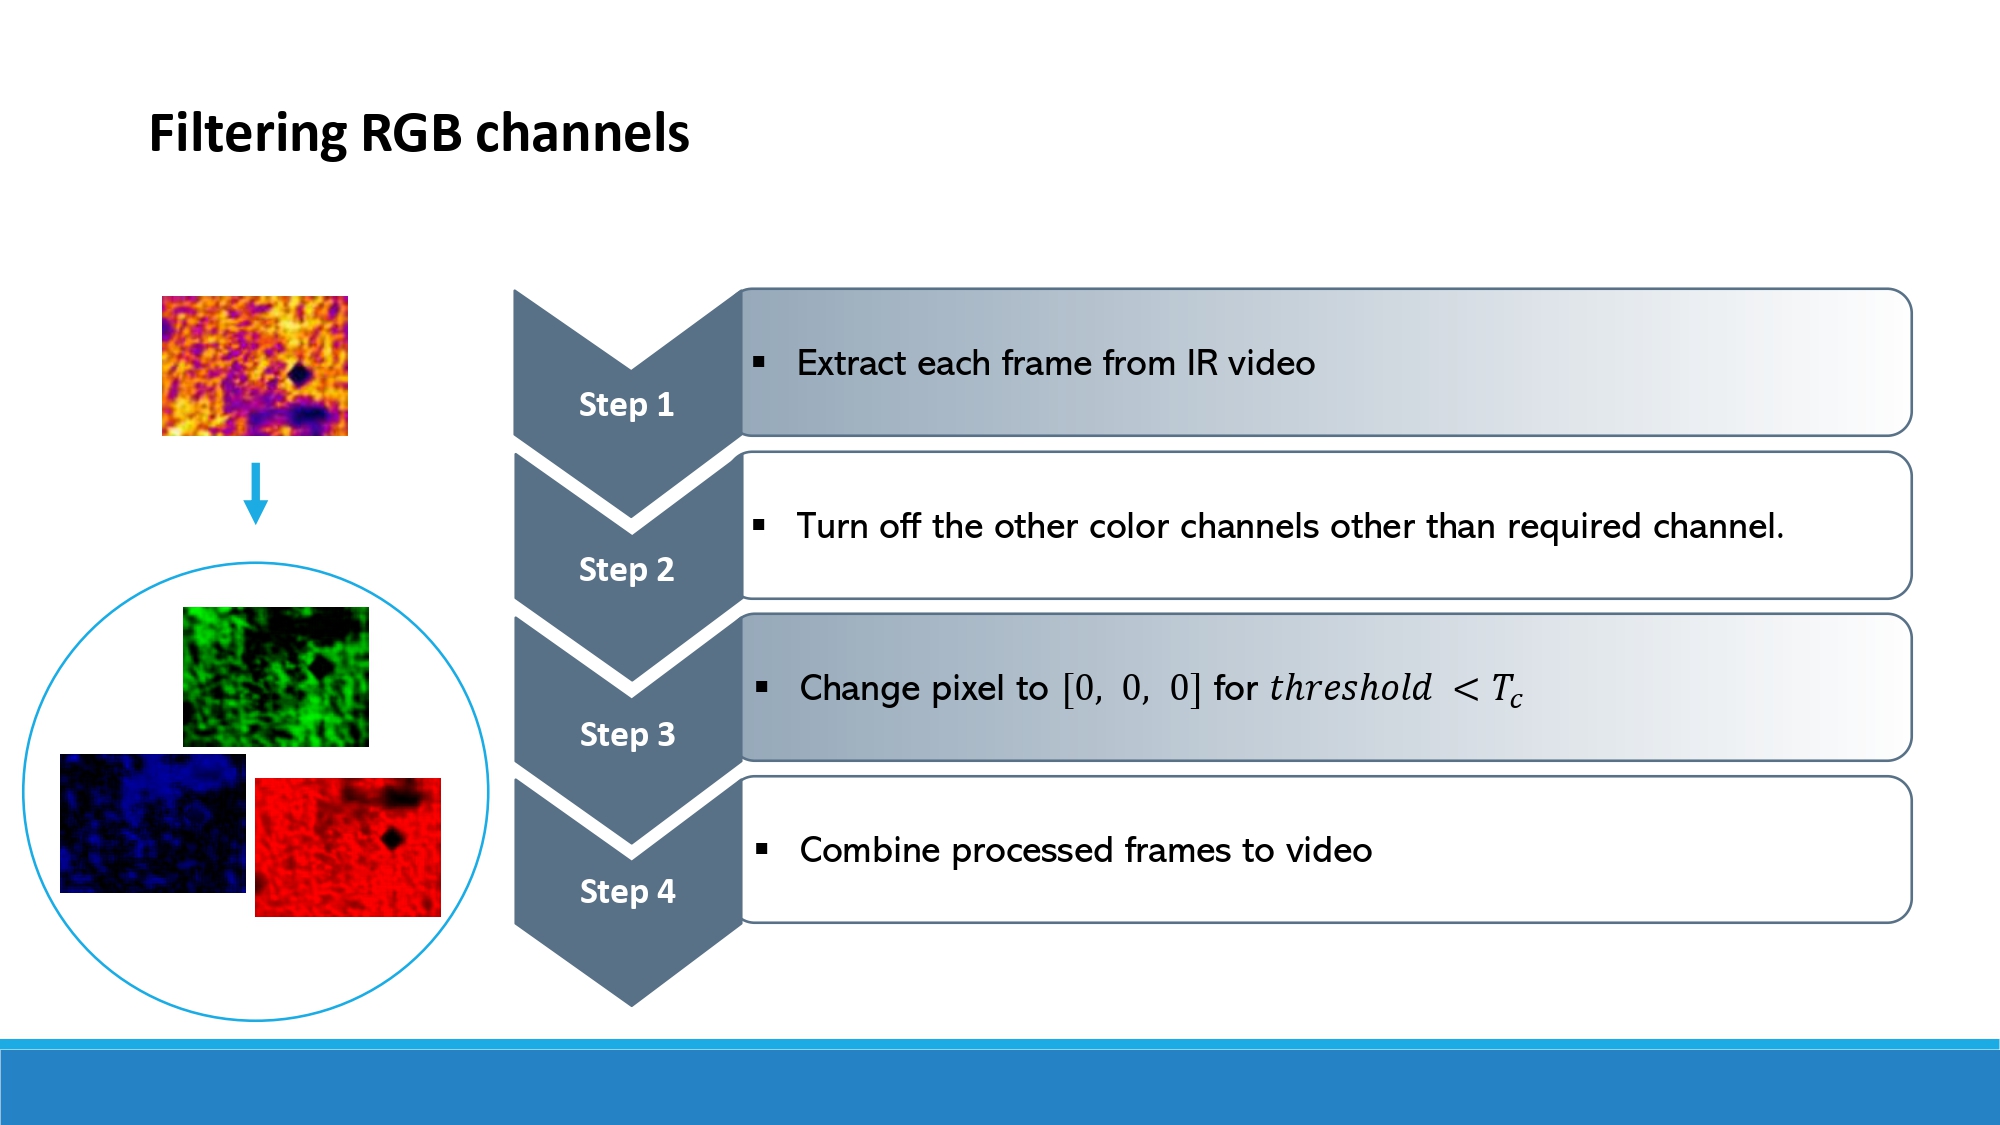 Filtering RGB channels
Step 1
▪ Extract each frame from IR video
Step 2
▪ Turn off the other color channels other than required channel.
Step 3
▪ Change pixel to [0, 0, 0] for threshold < T_c
Step 4
▪ Combine processed frames to video